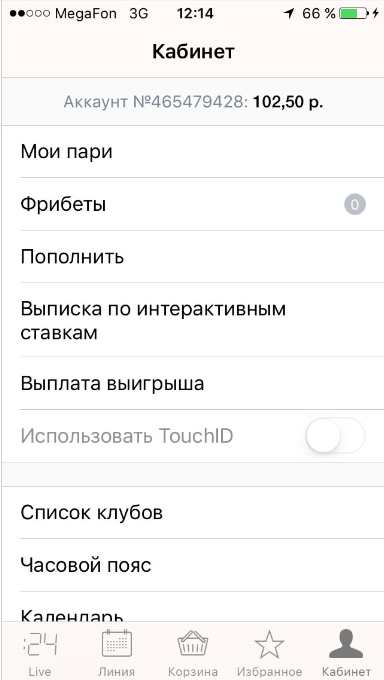 MegaFon 3G 12:14 66 %
Кабинет
Аккаунт №465479428: 102,50 р.
Мои пари
Фрибеты 0
Пополнить
Выписка по интерактивным
ставкам
Выплата выигрыша
Использовать TouchID
Список клубов
Часовой пояс
Календарь
:24
Live Линия Корзина Избранное Кабинет